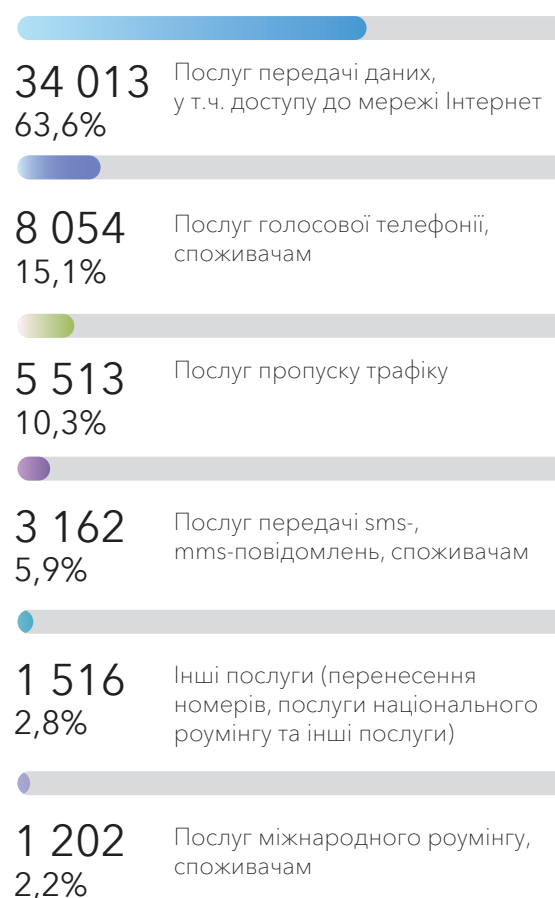 34 013
63,6%
Послуг передачі даних,
у т.ч. доступу до мережі Інтернет
8 054
15,1%
Послуг голосової телефонії,
споживачам
5 513
10,3%
Послуг пропуску трафіку
3 162
5,9%
Послуг передачі sms-,
mms-повідомлень, споживачам
1 516
2,8%
Інші послуги (перенесення
номерів, послуги національного
роумінгу та інші послуги)
1 202
2,2%
Послуг міжнародного роумінгу,
споживачам